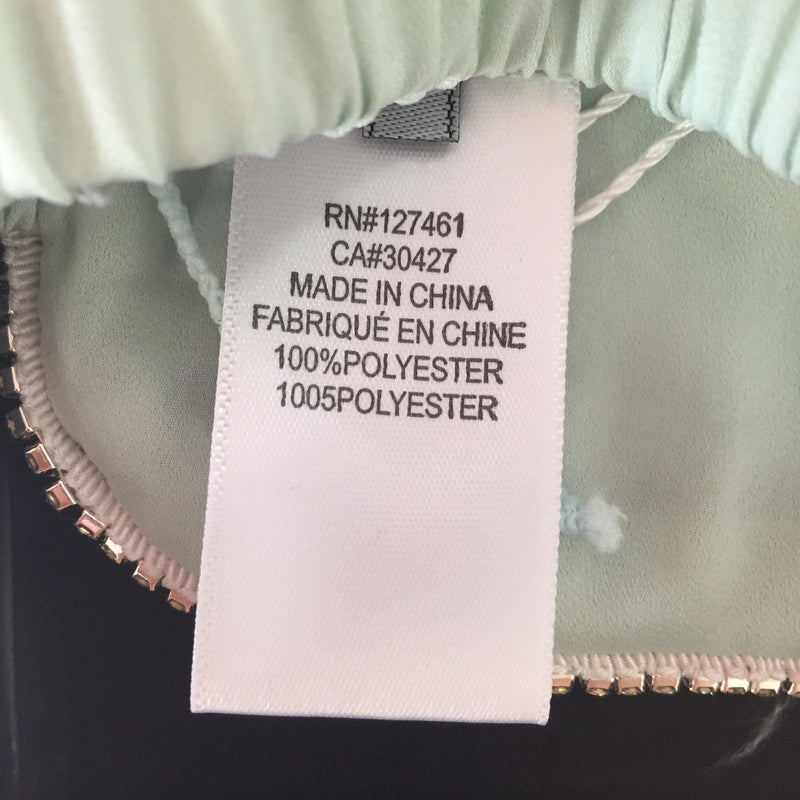 RN#127461
CA#30427
MADE IN CHINA
FABRIQUÉ EN CHINE
100%POLYESTER
1005POLYESTER